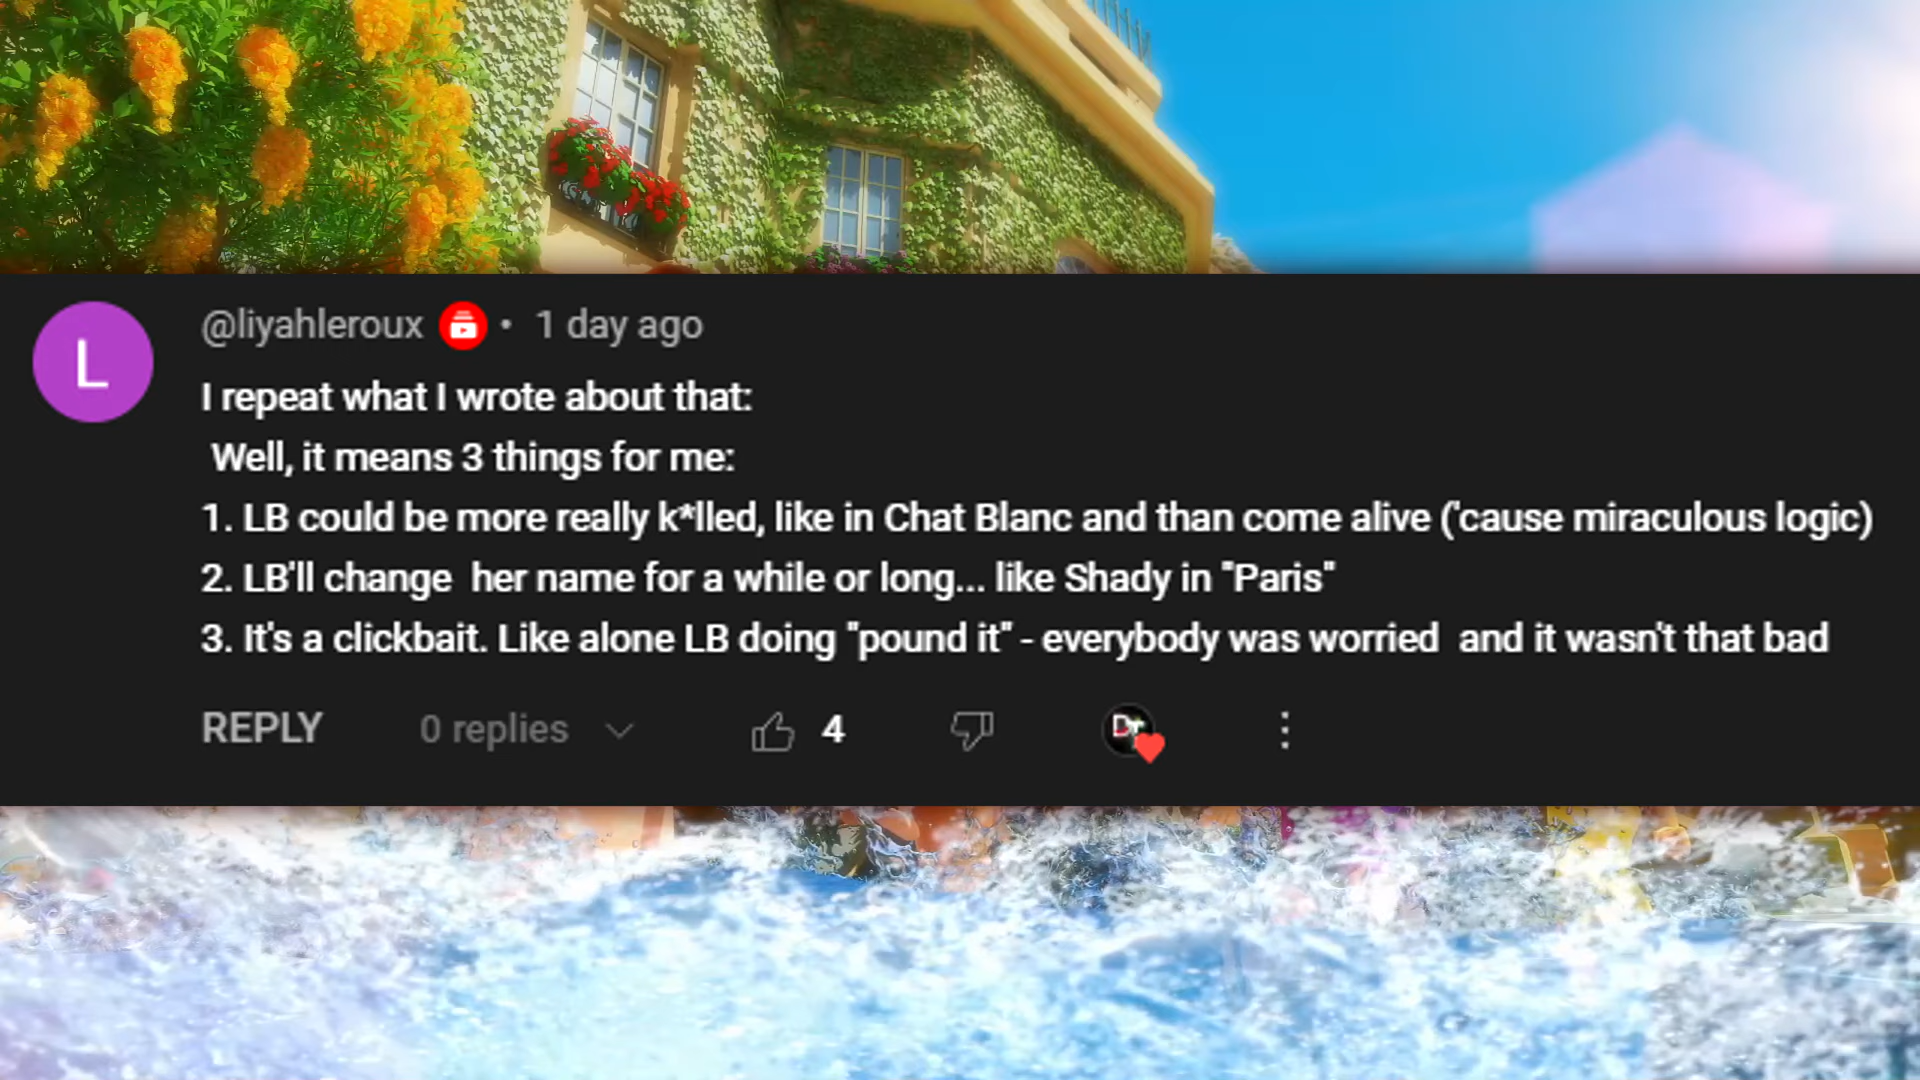 L
@liyahleroux • 1 day ago
I repeat what I wrote about that:
Well, it means 3 things for me:
1. LB could be more really k*lled, like in Chat Blanc and than come alive ('cause miraculous logic)
2. LB'll change  her name for a while or long... like Shady in "Paris"
3. It's a clickbait. Like alone LB doing "pound it" - everybody was worried  and it wasn't that bad
REPLY 0 replies 4 Dr